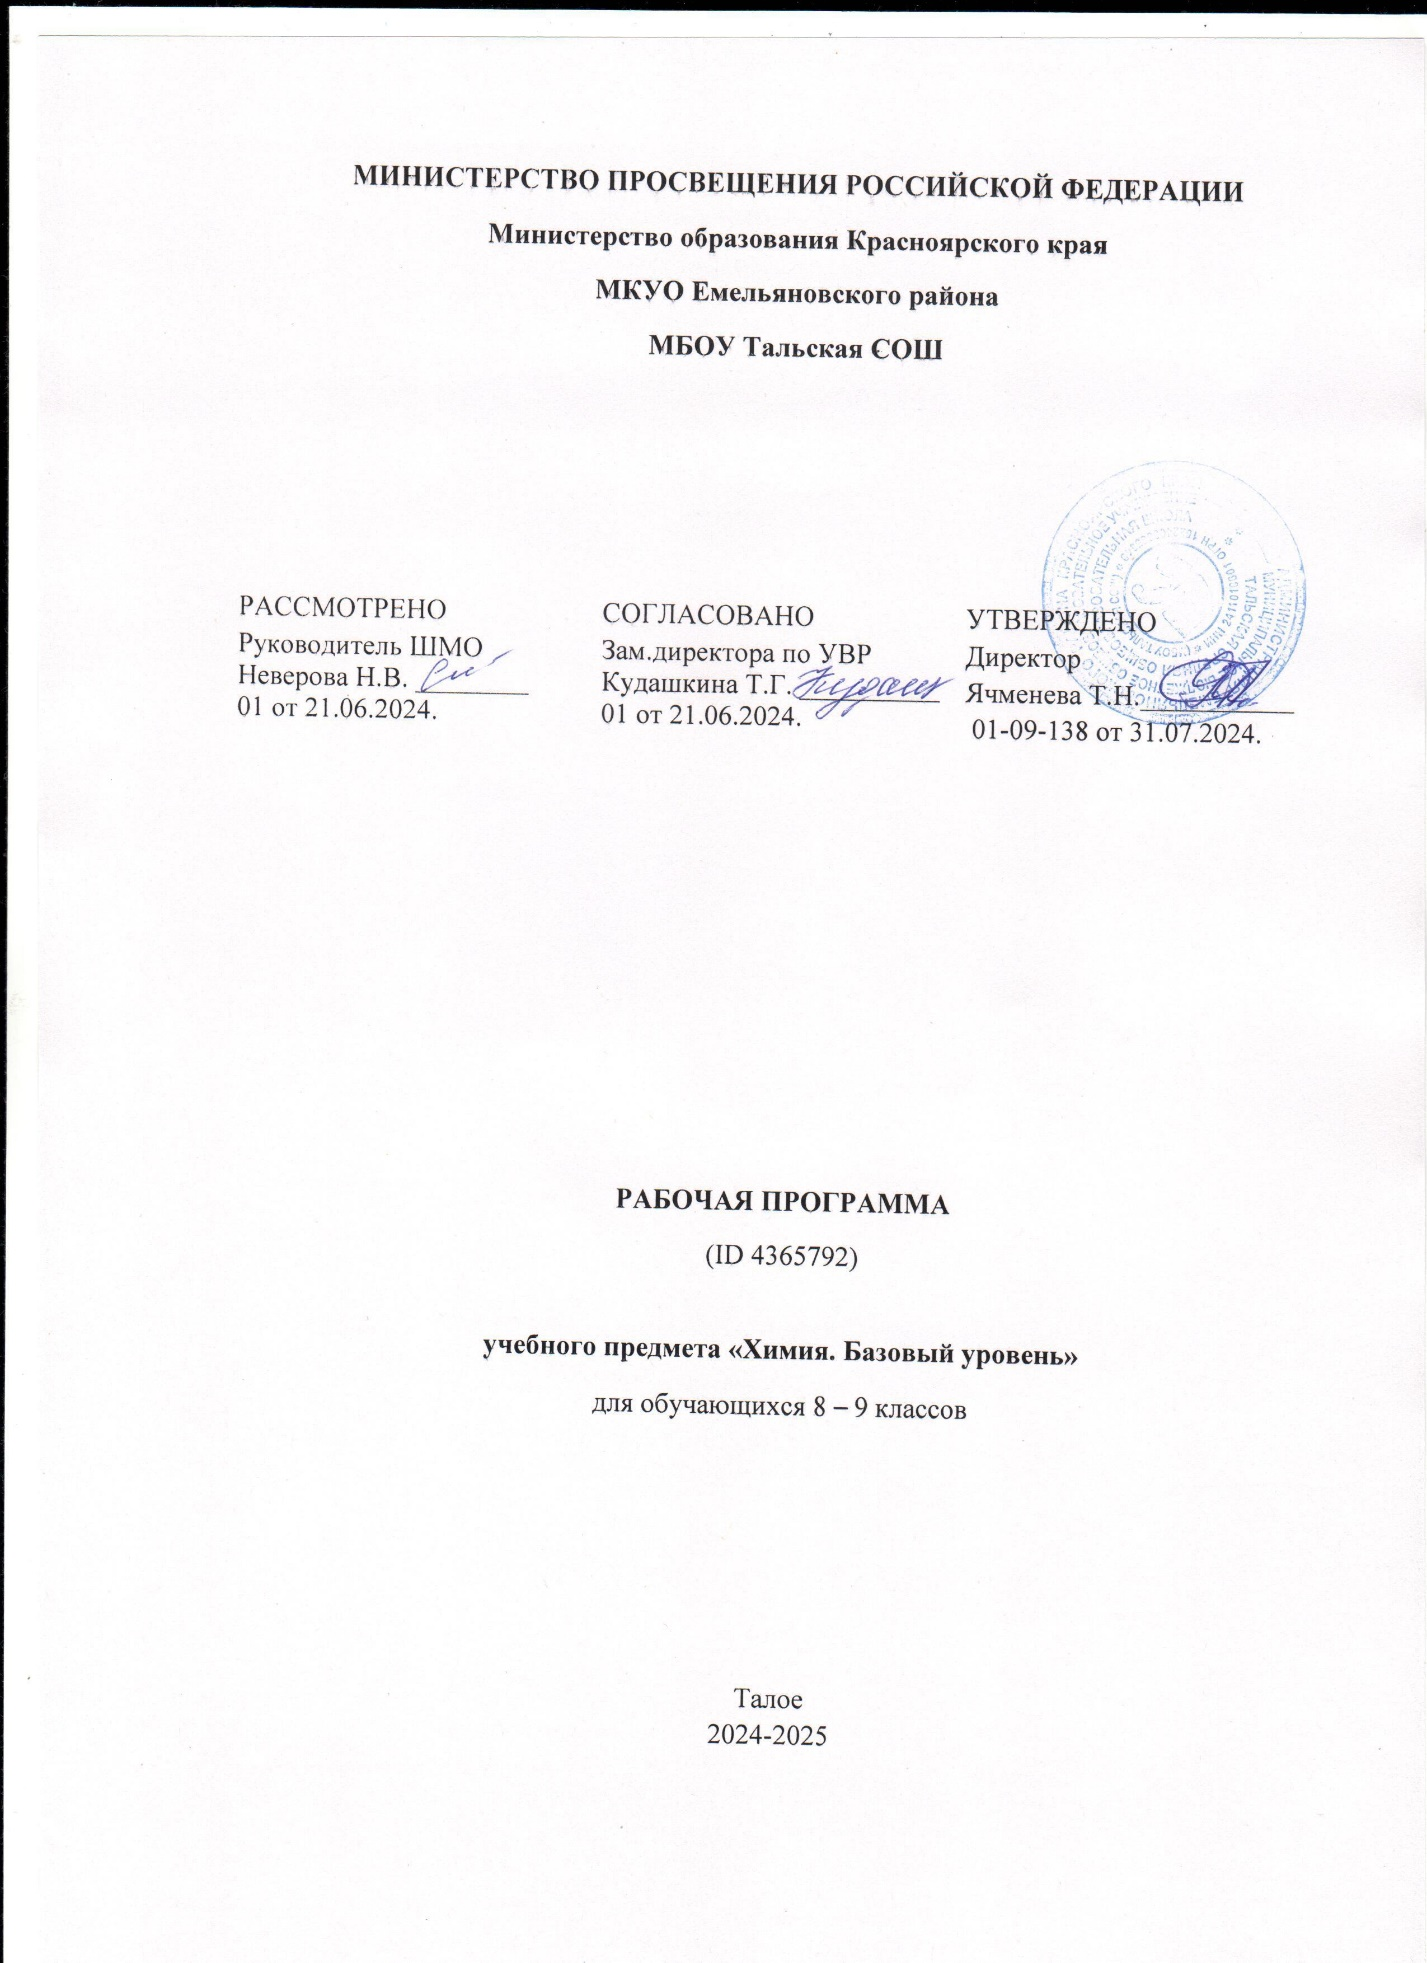 МИНИСТЕРСТВО ПРОСВЕЩЕНИЯ РОССИЙСКОЙ ФЕДЕРАЦИИ
Министерство образования Красноярского края
МКУО Емельяновского района
МБОУ Тальская СОШ
РАССМОТРЕНО
Руководитель ШМО
Неверова Н.В. ________
01 от 21.06.2024.
СОГЛАСОВАНО
Зам.директора по УВР
Кудашкина Т.Г.__________
01 от 21.06.2024.
УТВЕРЖДЕНО
Директор
Ячменева Т.Н.___________
01-09-138 от 31.07.2024.
РАБОЧАЯ ПРОГРАММА
(ID 4365792)
учебного предмета «Химия. Базовый уровень»
для обучающихся 8 – 9 классов
Талое
2024-2025